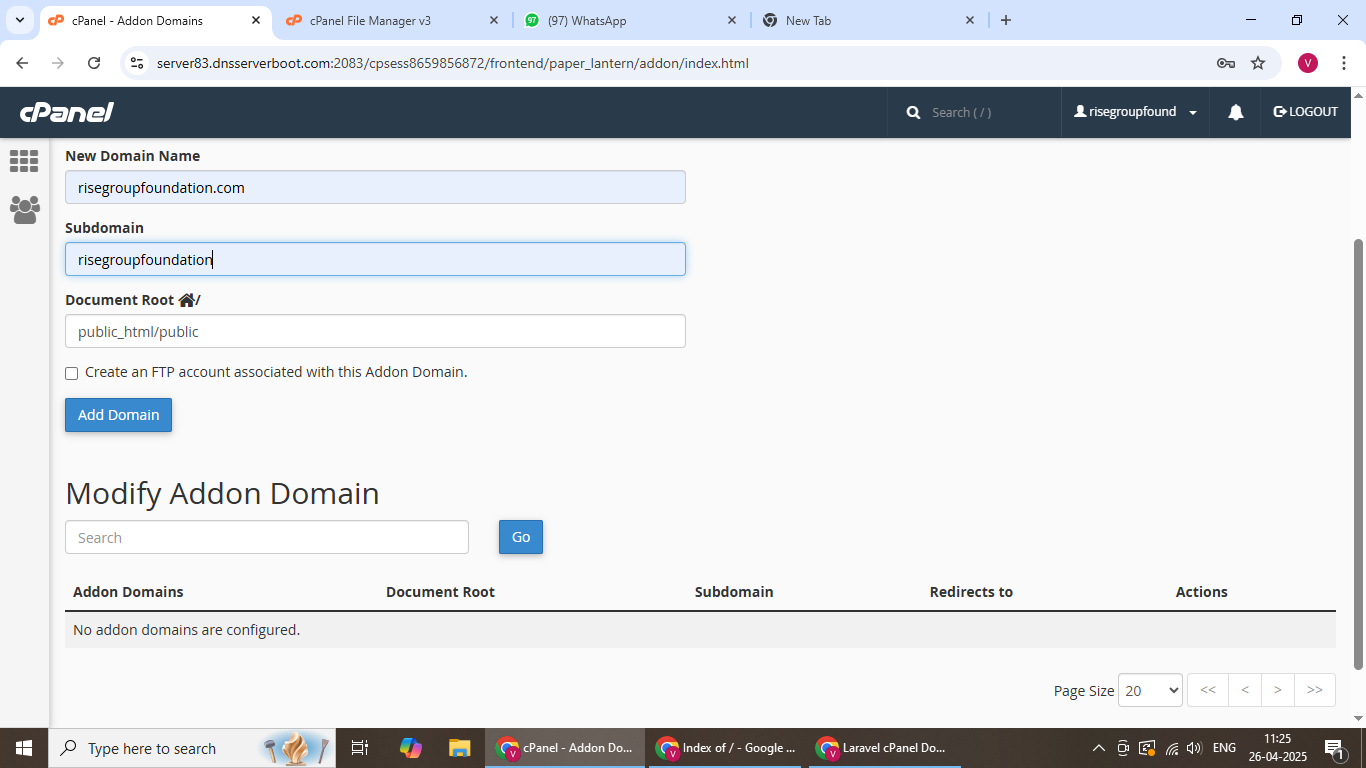 cPanel - Addon Domains
cPanel File Manager v3
(97) WhatsApp
New Tab
server83.dnsserverboot.com:2083/cpsess8659856872/frontend/paper_lantern/addon/index.html
V
cPanel
Search ( / )
risegroupfound
LOGOUT
New Domain Name
risegroupfoundation.com
Subdomain
risegroupfoundation
Document Root /
public_html/public
Create an FTP account associated with this Addon Domain.
Add Domain
Modify Addon Domain
Search
Go
Addon Domains Document Root Subdomain Redirects to Actions
No addon domains are configured.
Page Size 20 << < > >>
Type here to search
cPanel - Addon Do...
Index of / - Google ...
Laravel cPanel Do...
ENG
11:25
26-04-2025
1